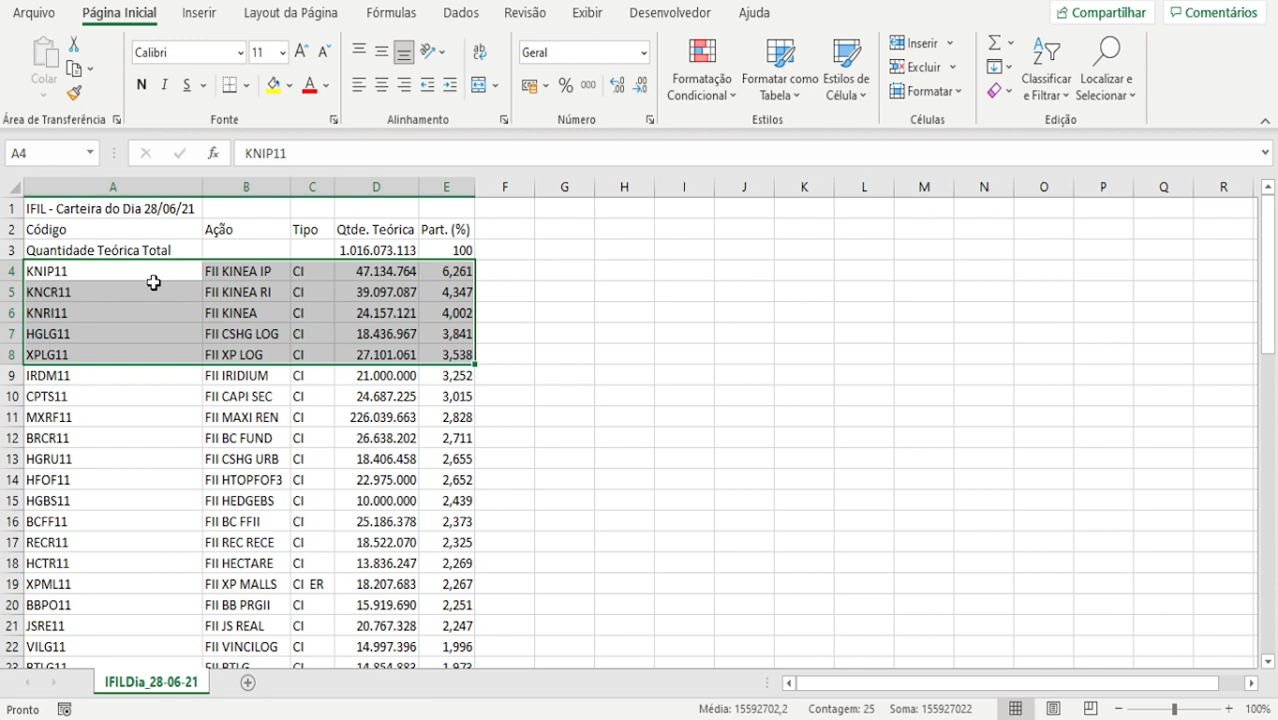 Arquivo Página Inicial Inserir Layout da Página Fórmulas Dados Revisão Exibir Desenvolvedor Ajuda Compartilhar Comentários
Colar
Calibri 11
N I S
Geral
% 000
Formatação Condicional
Formatar como Tabela
Estilos de Célula
Inserir
Excluir
Formatar
Classificar e Filtrar
Localizar e Selecionar
Área de Transferência Fonte Alinhamento Número Estilos Células Edição
A4 fx KNIP11
A B C D E F G H I J K L M N O P Q R
1 IFIL - Carteira do Dia 28/06/21
2 Código Ação Tipo Qtde. Teórica Part. (%)
3 Quantidade Teórica Total 1.016.073.113 100
4 KNIP11 FII KINEA IP CI 47.134.764 6,261
5 KNCR11 FII KINEA RI CI 39.097.087 4,347
6 KNRI11 FII KINEA CI 24.157.121 4,002
7 HGLG11 FII CSHG LOG CI 18.436.967 3,841
8 XPLG11 FII XP LOG CI 27.101.061 3,538
9 IRDM11 FII IRIDIUM CI 21.000.000 3,252
10 CPTS11 FII CAPI SEC CI 24.687.225 3,015
11 MXRF11 FII MAXI REN CI 226.039.663 2,828
12 BRCR11 FII BC FUND CI 26.638.202 2,711
13 HGRU11 FII CSHG URB CI 18.406.458 2,655
14 HFOF11 FII HTOPFOF3 CI 22.975.000 2,652
15 HGBS11 FII HEDGEBS CI 10.000.000 2,439
16 BCFF11 FII BC FFII CI 25.186.378 2,373
17 RECR11 FII REC RECE CI 18.522.070 2,325
18 HCTR11 FII HECTARE CI 13.836.247 2,269
19 XPML11 FII XP MALLS CI ER 18.207.683 2,267
20 BBPO11 FII BB PRGII CI 15.919.690 2,251
21 JSRE11 FII JS REAL CI 20.767.328 2,247
22 VILG11 FII VINCILOG CI 14.997.396 1,996
23 BTLG11 FII BTLG CI 14.854.883 1,973
IFILDia_28-06-21
Pronto Média: 15592702,2 Contagem: 25 Soma: 155927022 100%